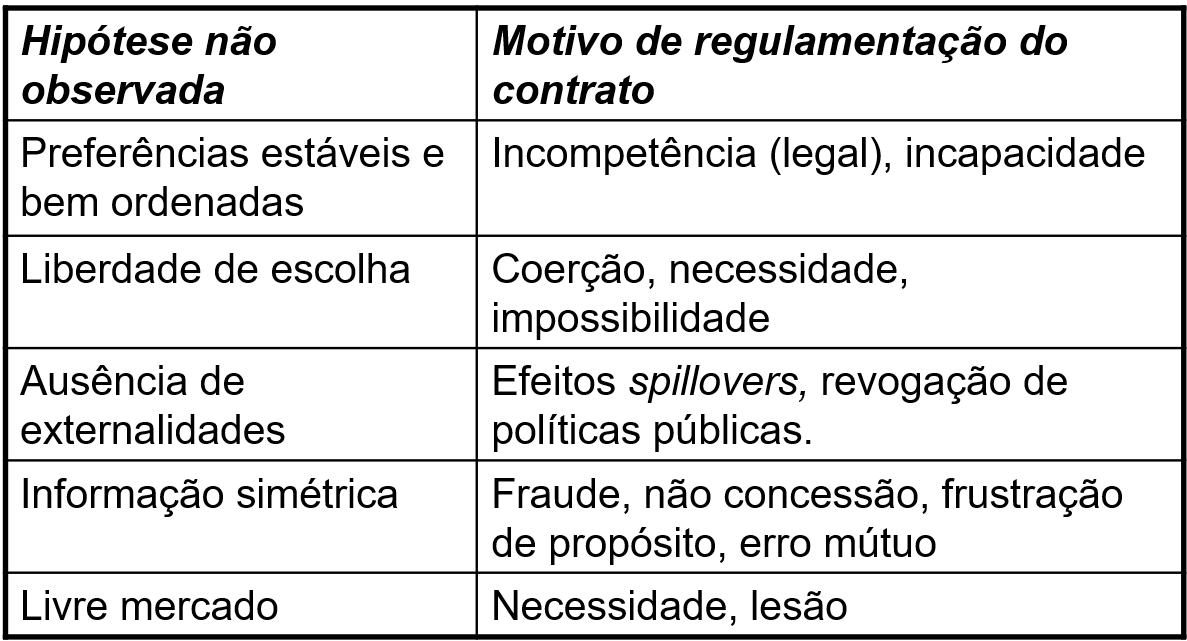 Hipótese não
observada
Motivo de regulamentação do
contrato
Preferências estáveis e
bem ordenadas
Incompetência (legal), incapacidade
Liberdade de escolha
Coerção, necessidade,
impossibilidade
Ausência de
externalidades
Efeitos spillovers, revogação de
políticas públicas.
Informação simétrica
Fraude, não concessão, frustração
de propósito, erro mútuo
Livre mercado
Necessidade, lesão